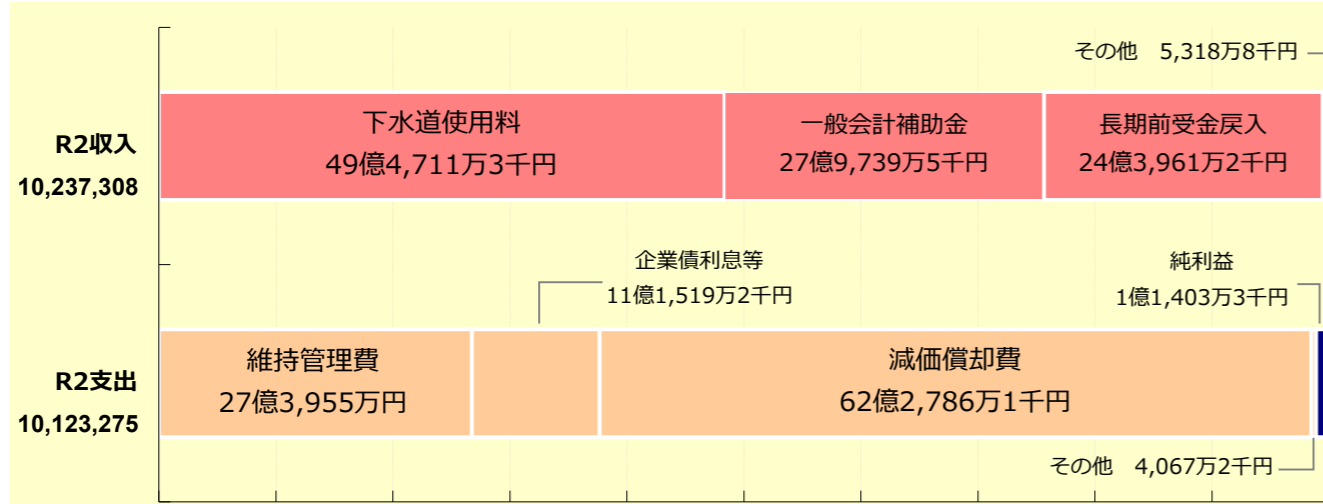 その他　5,318万8千円
R2収入
10,237,308
下水道使用料
49億4,711万3千円
一般会計補助金
27億9,739万5千円
長期前受金戻入
24億3,961万2千円
企業債利息等
11億1,519万2千円
純利益
1億1,403万3千円
R2支出
10,123,275
維持管理費
27億3,955万円
減価償却費
62億2,786万1千円
その他　4,067万2千円